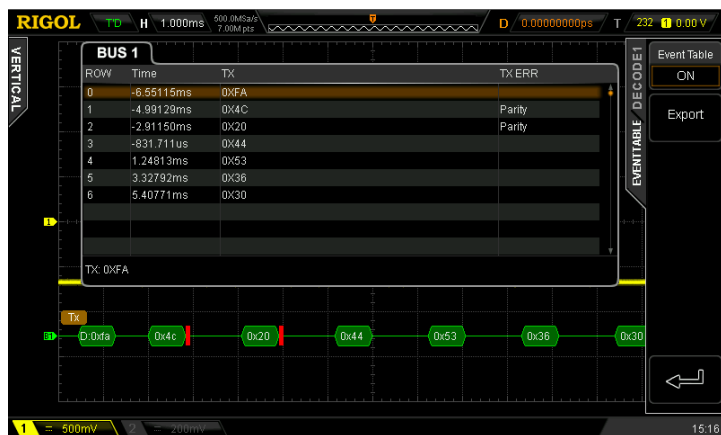 RIGOL T'D H 1.000ms 500.0MSa/s 7.00Mpts D 0.00000000ps T 232 1 0.00 V
VERTICAL
BUS 1
ROW Time TX TX ERR
0 -6.55115ms 0XFA
1 -4.99129ms 0X4C Parity
2 -2.91150ms 0X20 Parity
3 -831.711us 0X44
4 1.24813ms 0X53
5 3.32792ms 0X36
6 5.40771ms 0X30
TX: 0XFA
EVENTTABLE DECODE1
Event Table
ON
Export
T
1
Tx
B1 D:0xfa 0x4c 0x20 0x44 0x53 0x36 0x30
1 = 500mV 2 = 200mV 15:16